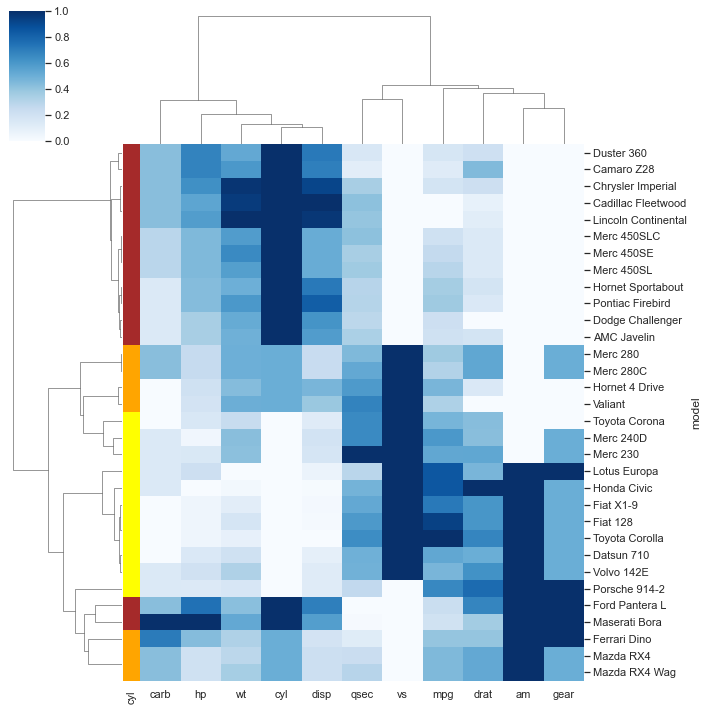 1.0
0.8
0.6
0.4
0.2
0.0
Duster 360
Camaro Z28
Chrysler Imperial
Cadillac Fleetwood
Lincoln Continental
Merc 450SLC
Merc 450SE
Merc 450SL
Hornet Sportabout
Pontiac Firebird
Dodge Challenger
AMC Javelin
Merc 280
Merc 280C
Hornet 4 Drive
Valiant
Toyota Corona
Merc 240D
Merc 230
Lotus Europa
Honda Civic
Fiat X1-9
Fiat 128
Toyota Corolla
Datsun 710
Volvo 142E
Porsche 914-2
Ford Pantera L
Maserati Bora
Ferrari Dino
Mazda RX4
Mazda RX4 Wag
model
cyl carb hp wt cyl disp qsec vs mpg drat am gear